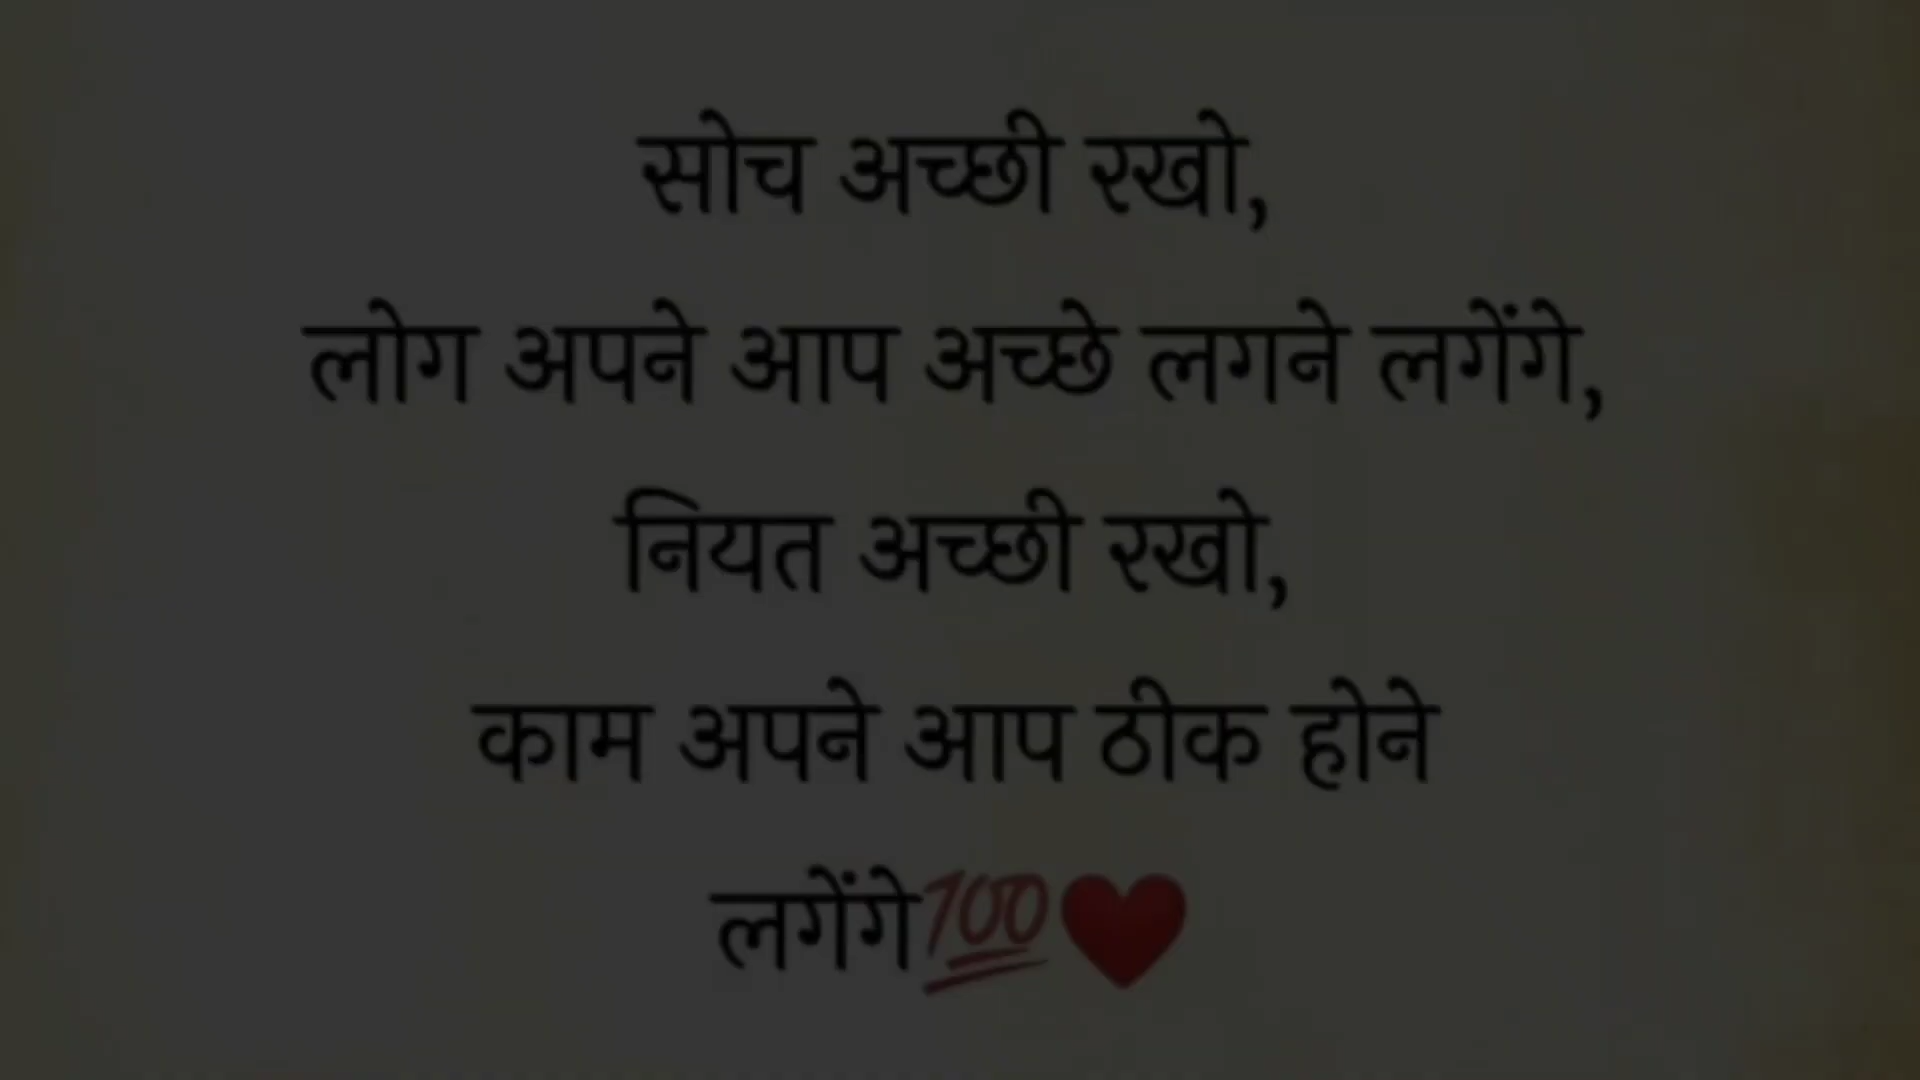 सोच अच्छी रखो,
लोग अपने आप अच्छे लगने लगेंगे,
नियत अच्छी रखो,
काम अपने आप ठीक होने
लगेंगे💯♥️